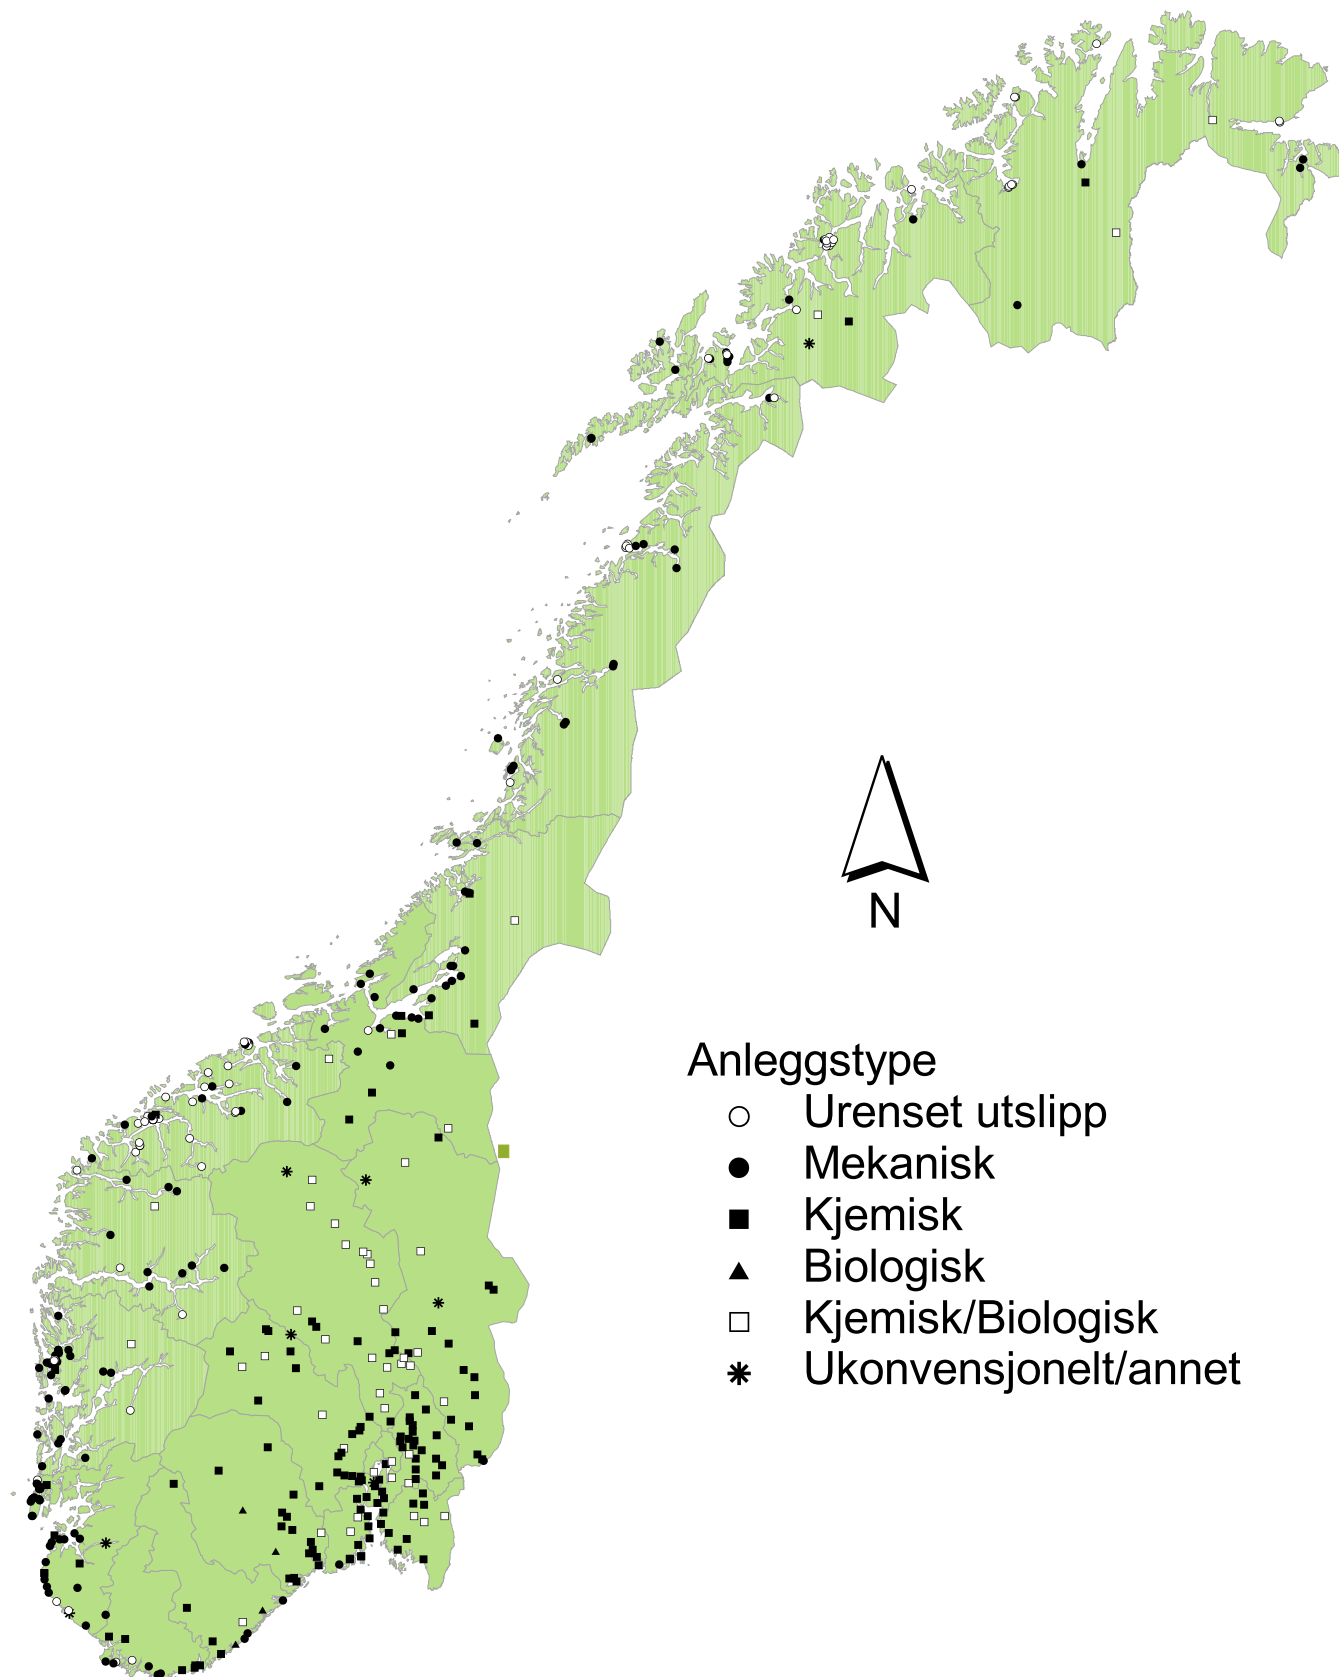 N
Anleggstype
Urenset utslipp
Mekanisk
Kjemisk
Biologisk
Kjemisk/Biologisk
Ukonvensjonelt/annet